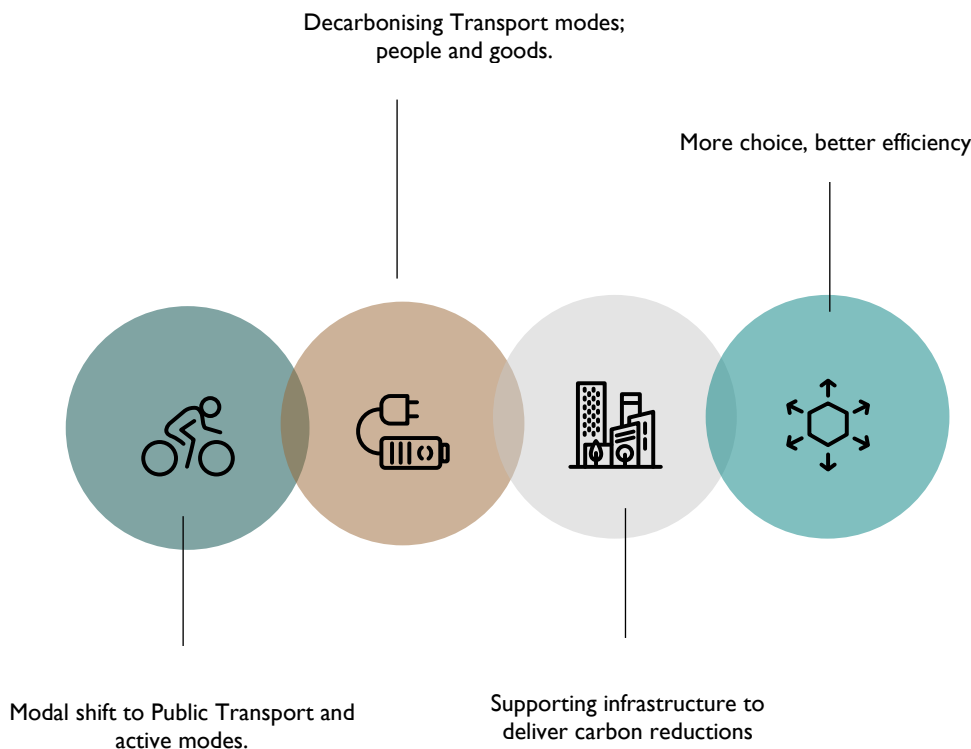 Decarbonising Transport modes;
people and goods.
More choice, better efficiency
Modal shift to Public Transport and
active modes.
Supporting infrastructure to
deliver carbon reductions